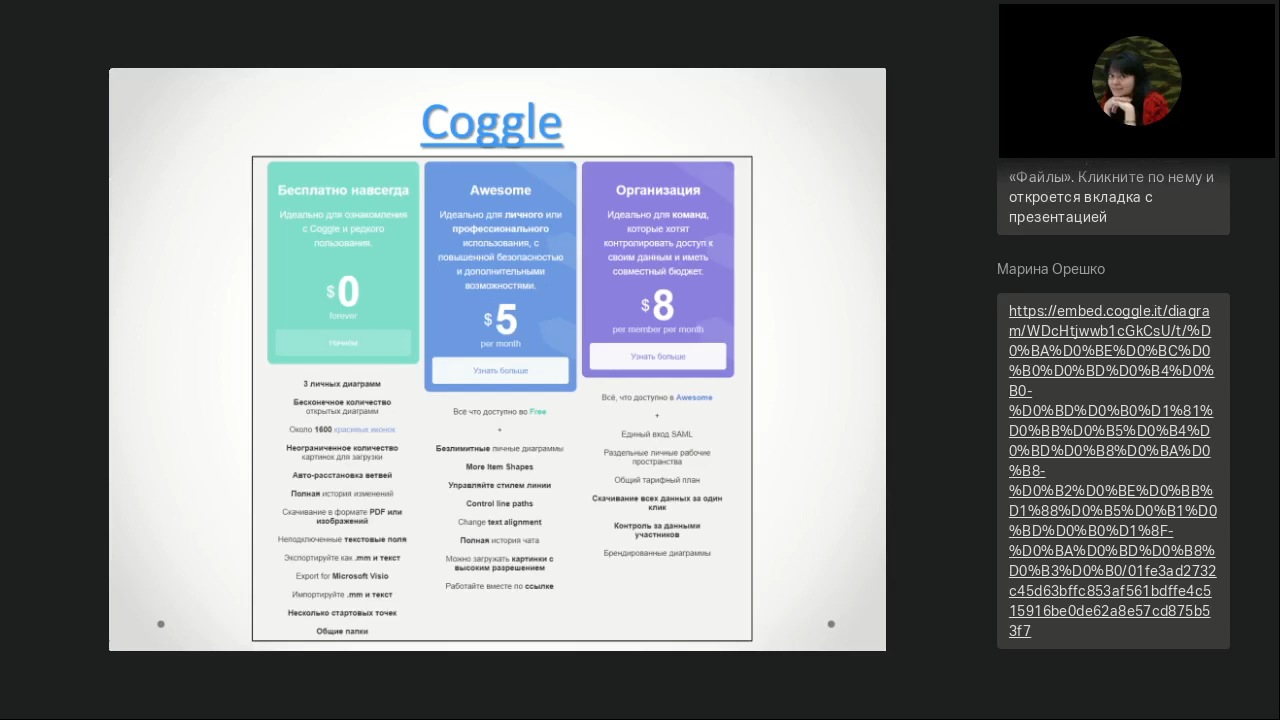 Coggle
Бесплатно навсегда
Идеально для ознакомления
с Coggle и редкого
пользования.
$0
forever
3 личных диаграмм
Бесконечное количество
открытых диаграмм
Около 1600 красивых иконок
Неограниченное количество
картинок для загрузки
Авто-расстановка ветвей
Полная история изменений
Скачивание в формате PDF или
изображений
Неподключенные текстовые поля
Экспортируйте как .mm и текст
Export for Microsoft Visio
Импортируйте .mm и текст
Несколько стартовых точек
Общие папки
Awesome
Идеально для личного или
профессионального
использования, с
повышенной безопасностью
и дополнительными
возможностями.
$5
per month
Узнать больше
Всё что доступно во Free
+
Безлимитные личные диаграммы
More Item Shapes
Управляйте стилем линии
Control line paths
Change text alignment
Полная история чата
Можно загружать картинки с
высоким разрешением
Работайте вместе по ссылке
Организация
Идеально для команд,
которые хотят
контролировать доступ к
своим данным и иметь
совместный бюджет.
$8
per member per month
Узнать больше
Всё, что доступно в Awesome
+
Единый вход SAML
Раздельные личные рабочие
пространства
Общий тарифный план
Скачивание всех данных за один
клик
Контроль за данными
участников
Брендированные диаграммы
«Файлы». Кликните по нему и
откроется вкладка с
презентацией
Марина Орешко
https://embed.coggle.it/diagra
m/WDcHtjwwb1cGkCsU/t/%D
0%BA%D0%BE%D0%BC%D0
%B0%D0%BD%D0%B4%D0%
B0-
%D0%BD%D0%B0%D1%81%
D0%BB%D0%B5%D0%B4%D
0%BD%D0%B8%D0%BA%D0
%B8-
%D0%B2%D0%BE%D0%BB%
D1%88%D0%B5%D0%B1%D0
%BD%D0%B0%D1%8F-
%D0%BA%D0%BD%D0%B8%
D0%B3%D0%B0/01fe3ad2732
c45d63bffc853af561bdffe4c5
15916be0de62a8e57cd875b5
3f7